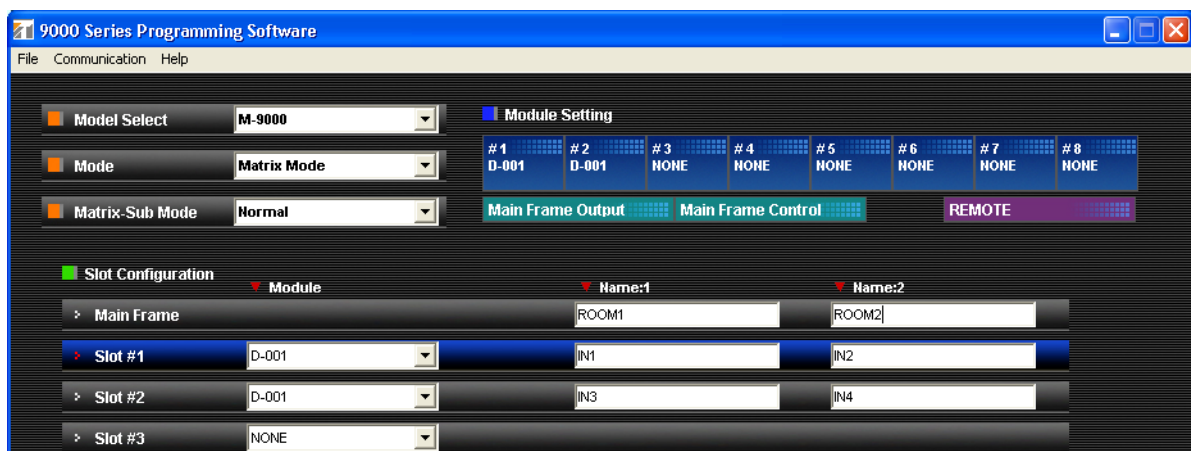 9000 Series Programming Software
File Communication Help
Model Select M-9000
Mode Matrix Mode
Matrix-Sub Mode Normal
Module Setting
#1 #2 #3 #4 #5 #6 #7 #8
D-001 D-001 NONE NONE NONE NONE NONE NONE
Main Frame Output Main Frame Control REMOTE
Slot Configuration
Module Name:1 Name:2
Main Frame ROOM1 ROOM2
Slot #1 D-001 IN1 IN2
Slot #2 D-001 IN3 IN4
Slot #3 NONE